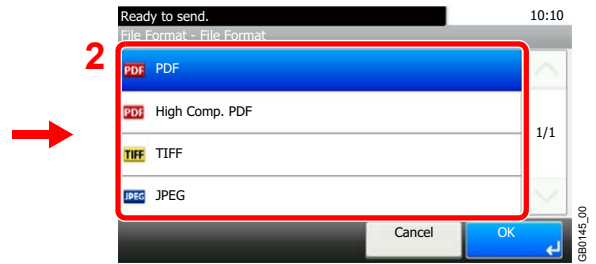 Ready to send. 10:10
File Format - File Format
2
PDF PDF
PDF High Comp. PDF
1/1
TIFF TIFF
JPEG JPEG
Cancel OK
GB0145_00